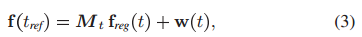 f(t_ref) = M_t f_reg(t) + w(t), (3)